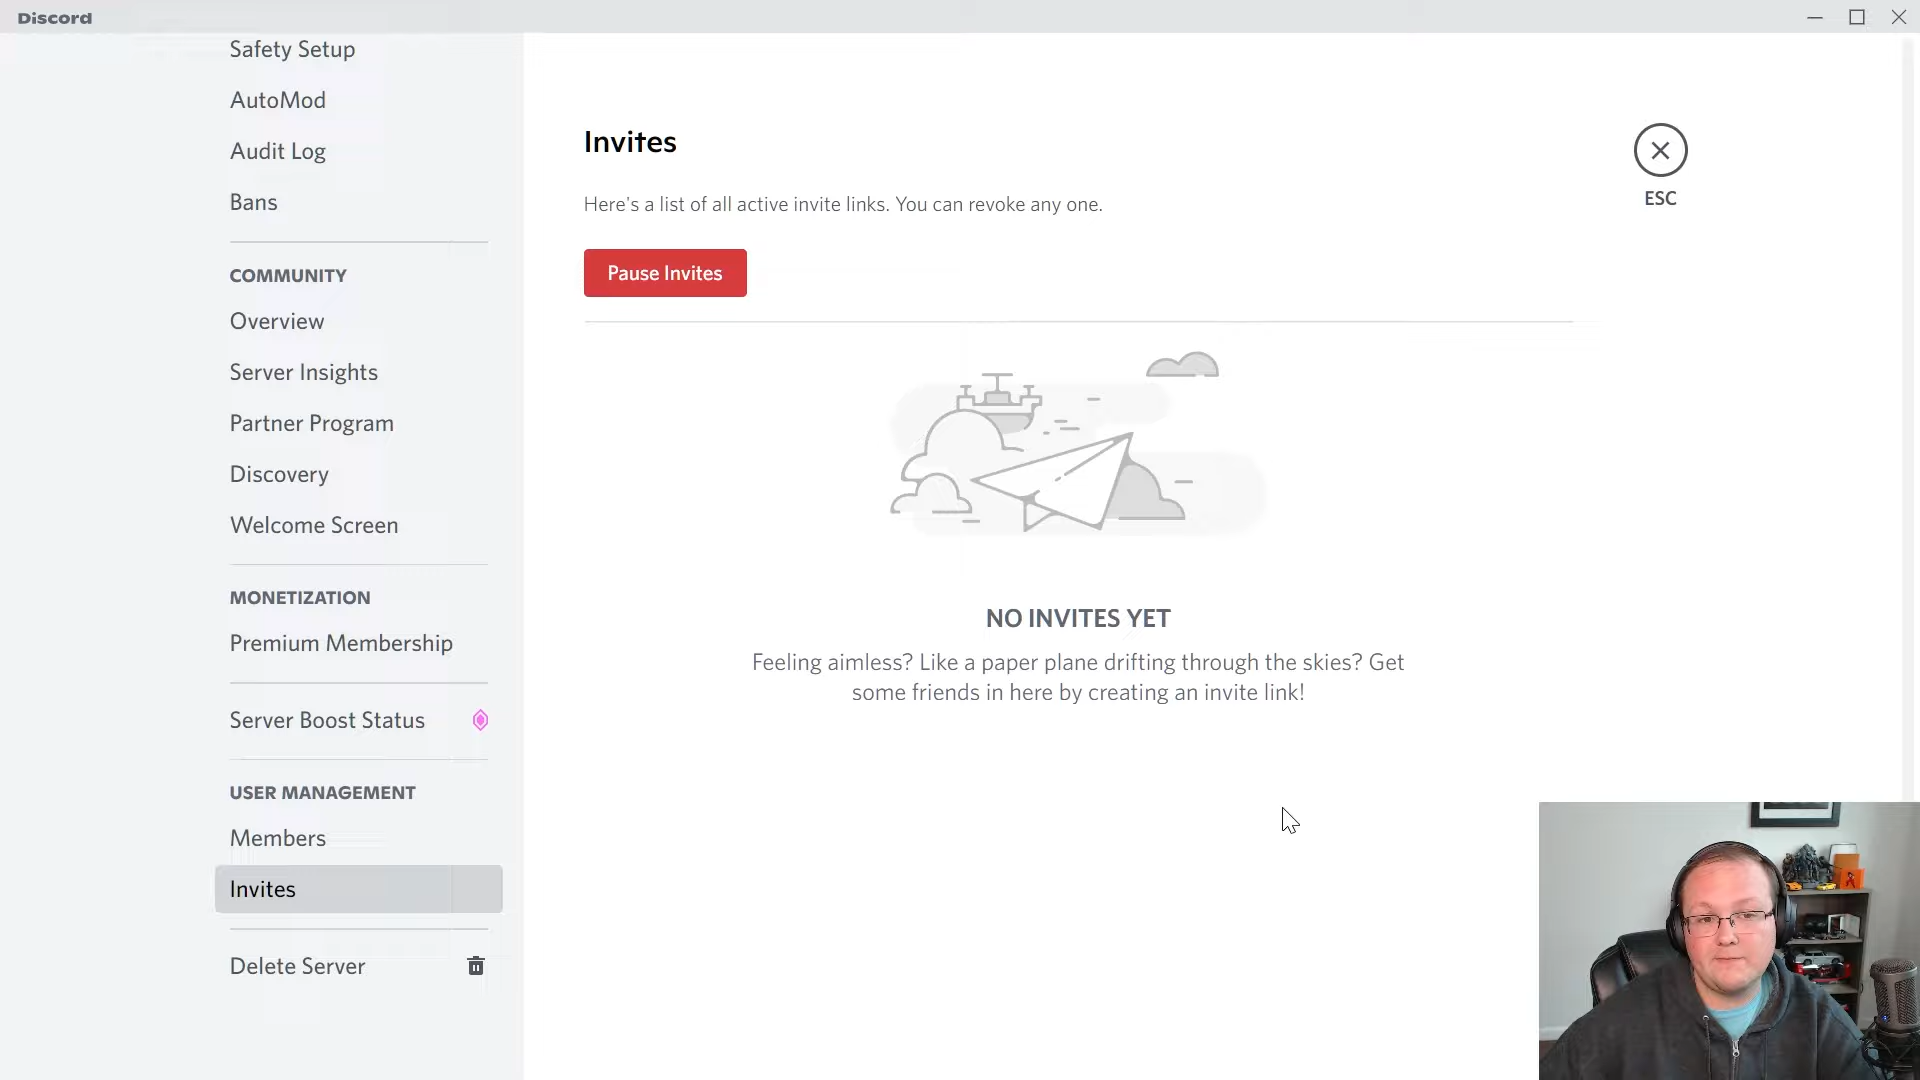 Discord
Safety Setup
AutoMod
Audit Log
Bans
COMMUNITY
Overview
Server Insights
Partner Program
Discovery
Welcome Screen
MONETIZATION
Premium Membership
Server Boost Status
USER MANAGEMENT
Members
Invites
Delete Server
Invites
Here's a list of all active invite links. You can revoke any one.
Pause Invites
ESC
NO INVITES YET
Feeling aimless? Like a paper plane drifting through the skies? Get
some friends in here by creating an invite link!